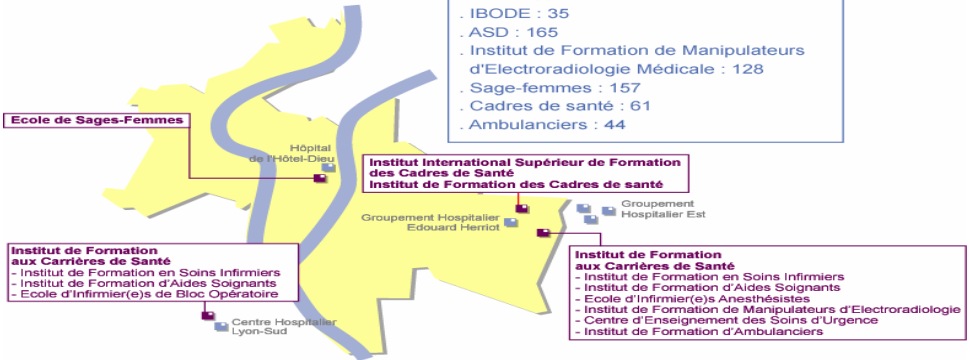 . IBODE : 35
. ASD : 165
. Institut de Formation de Manipulateurs
d'Electroradiologie Médicale : 128
. Sage-femmes : 157
. Cadres de santé : 61
. Ambulanciers : 44
Ecole de Sages-Femmes
Hôpital
de l'Hôtel-Dieu
Institut International Supérieur de Formation
des Cadres de Santé
Institut de Formation des Cadres de santé
Groupement Hospitalier
Edouard Herriot
Groupement
Hospitalier Est
Institut de Formation
aux Carrières de Santé
- Institut de Formation en Soins Infirmiers
- Institut de Formation d'Aides Soignants
- Ecole d'Infirmier(e)s de Bloc Opératoire
Centre Hospitalier
Lyon-Sud
Institut de Formation
aux Carrières de Santé
- Institut de Formation en Soins Infirmiers
- Institut de Formation d'Aides Soignants
- Ecole d'Infirmier(e)s Anesthésistes
- Institut de Formation de Manipulateurs d'Electroradiologie
- Centre d'Enseignement des Soins d'Urgence
- Institut de Formation d'Ambulanciers